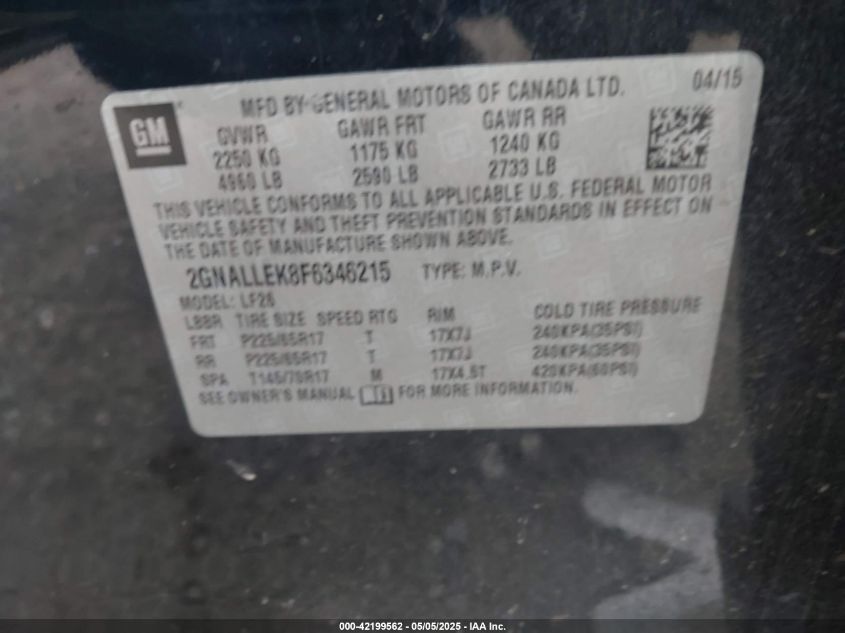 GM
MFD BY GENERAL MOTORS OF CANADA LTD. 04/15
GVWR GAWR FRT GAWR RR
2250 KG 1175 KG 1240 KG
4960 LB 2590 LB 2733 LB
THIS VEHICLE CONFORMS TO ALL APPLICABLE U.S. FEDERAL MOTOR
VEHICLE SAFETY AND THEFT PREVENTION STANDARDS IN EFFECT ON
THE DATE OF MANUFACTURE SHOWN ABOVE.
2GNALLEK8F6346215 TYPE: M.P.V.
MODEL: LF26
TIRE SIZE SPEED RTG RIM COLD TIRE PRESSURE
FRT P225/65R17 T 17X7J 240KPA(35PSI)
RR P225/65R17 T 17X7J 240KPA(35PSI)
SPA T145/70R17 M 17X4.5T 420KPA(60PSI)
SEE OWNER'S MANUAL FOR MORE INFORMATION.
000-42199562 - 05/05/2025 - IAA Inc.